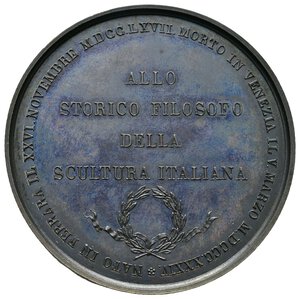 ALLO
STORICO FILOSOFO
DELLA
SCULTURA ITALIANA
NATO IN FERRARA IL XXVI. NOVEMBRE MDCCLXVII MORTO IN VENEZIA IL V MARZO MDCCCXXXIV